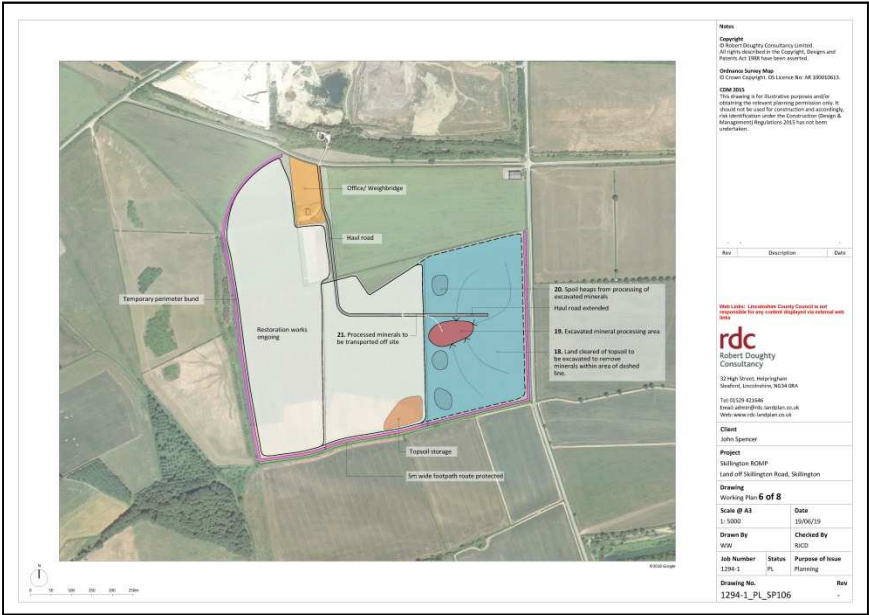 Office/ Weighbridge
Haul road
Temporary perimeter bund
Restoration works
ongoing
21. Processed minerals to
be transported off site
20. Spoil heaps from processing of
excavated minerals
Haul road extended
19. Excavated mineral processing area
18. Land cleared of topsoil to
be excavated to remove
minerals within area of dashed
line.
Topsoil storage
5m wide footpath route protected
N
0 50 100 150 200 250m
©2018 Google
Notes
Copyright
© Robert Doughty Consultancy Limited.
All rights described in the Copyright, Designs and
Patents Act 1988 have been asserted.
Ordnance Survey Map
© Crown Copyright. OS Licence No: AR 100010613.
CDM 2015
This drawing is for illustrative purposes and/or
obtaining the relevant planning permission only. It
should not be used for construction and accordingly,
risk identification under the Construction (Design &
Management) Regulations 2015 has not been
undertaken.
- - -
Rev Description Date
Web Links: Lincolnshire County Council is not
responsible for any content displayed via external web
links
rdc
Robert Doughty
Consultancy
32 High Street, Helpringham
Sleaford, Lincolnshire, NG34 0RA
Tel: 01529 421646
Email: admin@rdc-landplan.co.uk
Web: www.rdc-landplan.co.uk
Client
John Spencer
Project
Skillington ROMP
Land off Skillington Road, Skillington
Drawing
Working Plan 6 of 8
Scale @ A3 Date
1: 5000 19/06/19
Drawn By Checked By
WW RJCD
Job Number Status Purpose of Issue
1294-1 PL Planning
Drawing No. Rev
1294-1_PL_SP106 -